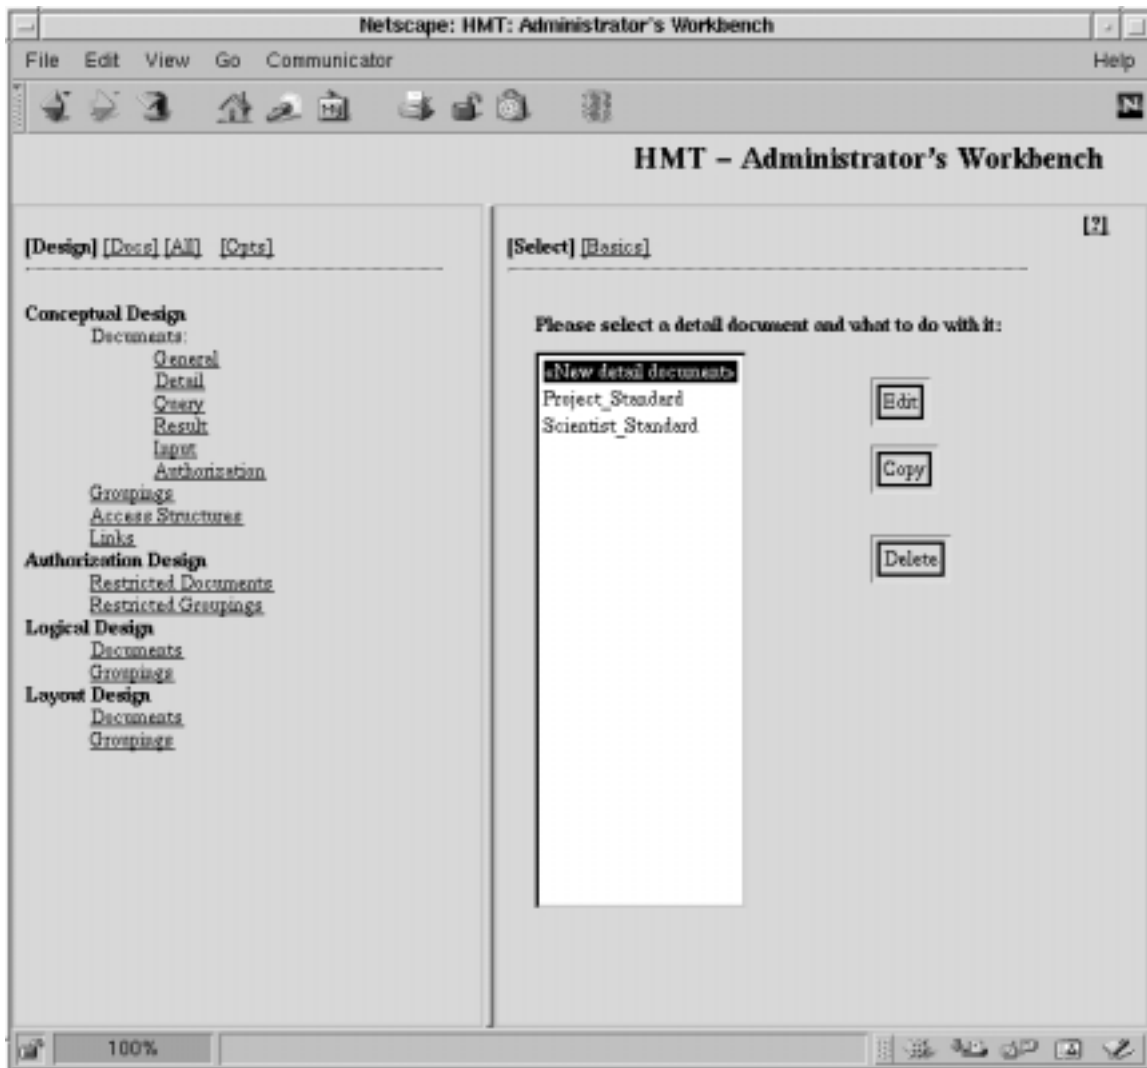 Netscape: HMT: Administrator's Workbench
File Edit View Go Communicator Help
My
N
HMT – Administrator's Workbench
[Design] [Docs] [All] [Opts]
Conceptual Design
Documents:
General
Detail
Query
Result
Input
Authorization
Groupings
Access Structures
Links
Authorization Design
Restricted Documents
Restricted Groupings
Logical Design
Documents
Groupings
Layout Design
Documents
Groupings
[?]
[Select] [Basics]
Please select a detail document and what to do with it:
«New detail document»
Project_Standard
Scientist_Standard
Edit
Copy
Delete
100%